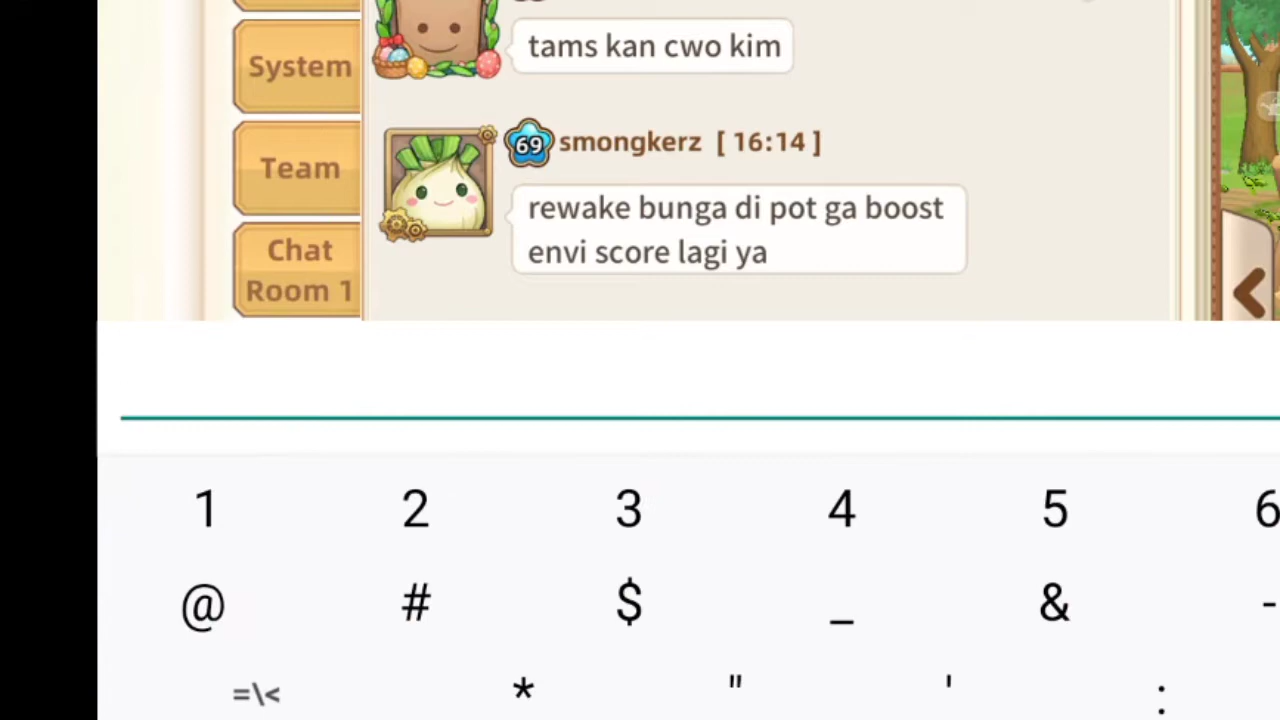 System
tams kan cwo kim
69 smongkerz [ 16:14 ]
Team
rewake bunga di pot ga boost
envi score lagi ya
Chat
Room 1
1 2 3 4 5 6
@ # $ _ & -
=\< * " ' :